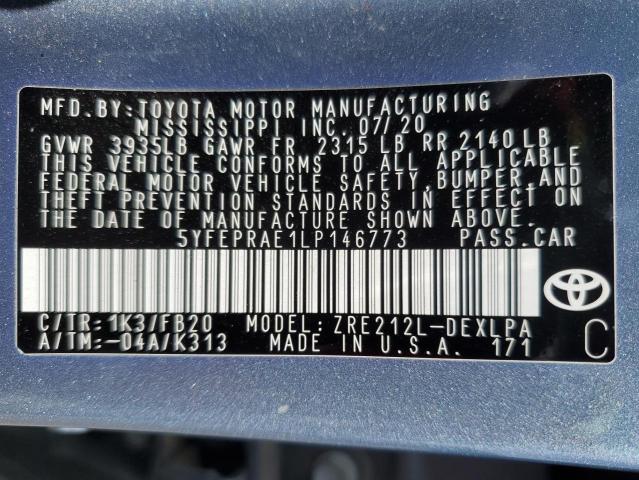 MFD.BY:TOYOTA MOTOR MANUFACTURING
MISSISSIPPI INC. 07/20
GVWR 3935LB GAWR FR 2315 LB RR 2140 LB
THIS VEHICLE CONFORMS TO ALL APPLICABLE
FEDERAL MOTOR VEHICLE SAFETY,BUMPER,AND
THEFT PREVENTION STANDARDS IN EFFECT ON
THE DATE OF MANUFACTURE SHOWN ABOVE.
5YFEPRAE1LP146773 PASS.CAR
C/TR:1K3/FB20 MODEL:ZRE212L-DEXLPA
A/TM:-04A/K313 MADE IN U.S.A. 171
C